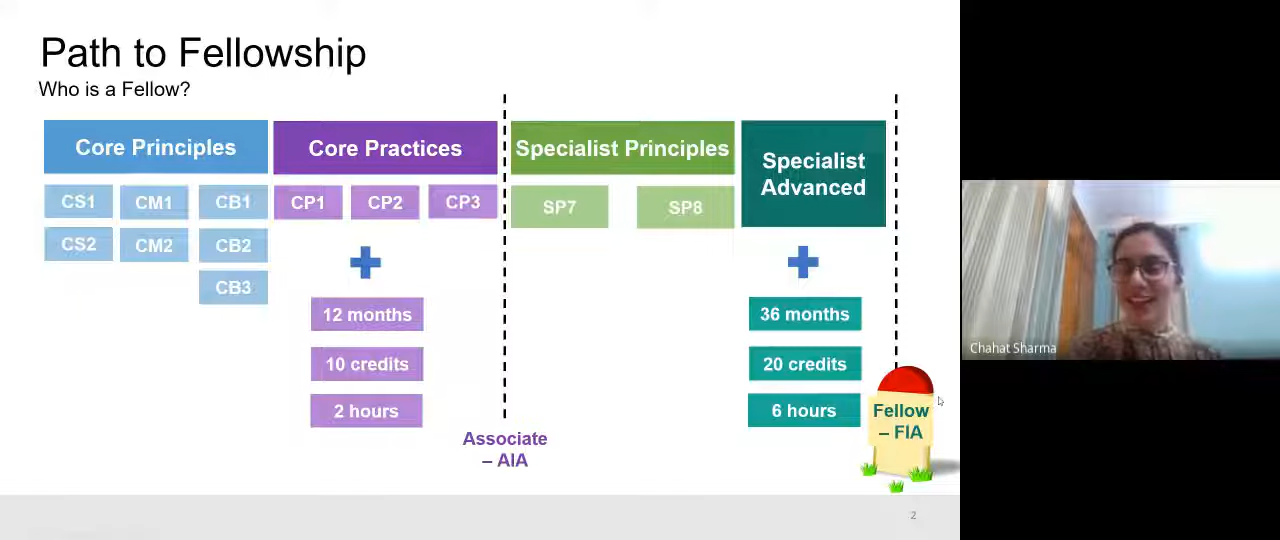 Path to Fellowship
Who is a Fellow?
Core Principles
CS1 CM1 CB1
CS2 CM2 CB2
CB3
Core Practices
CP1 CP2 CP3
12 months
10 credits
2 hours
Associate
– AIA
Specialist Principles
SP7 SP8
Specialist
Advanced
36 months
20 credits
6 hours
Fellow
– FIA
2
Chahat Sharma